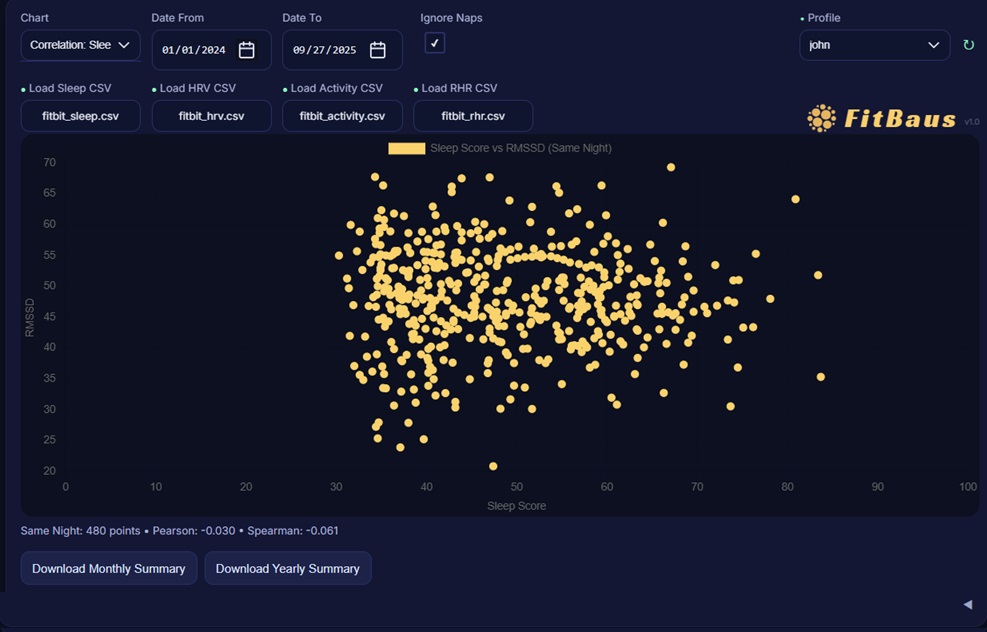 Chart Date From Date To Ignore Naps • Profile
Correlation: Slee 01/01/2024 09/27/2025 ✓ john ↻
• Load Sleep CSV • Load HRV CSV • Load Activity CSV • Load RHR CSV
fitbit_sleep.csv fitbit_hrv.csv fitbit_activity.csv fitbit_rhr.csv
FitBaus v1.0
Sleep Score vs RMSSD (Same Night)
70
65
60
55
50
45
40
35
30
25
20
RMSSD
0 10 20 30 40 50 60 70 80 90 100
Sleep Score
Same Night: 480 points • Pearson: -0.030 • Spearman: -0.061
Download Monthly Summary Download Yearly Summary